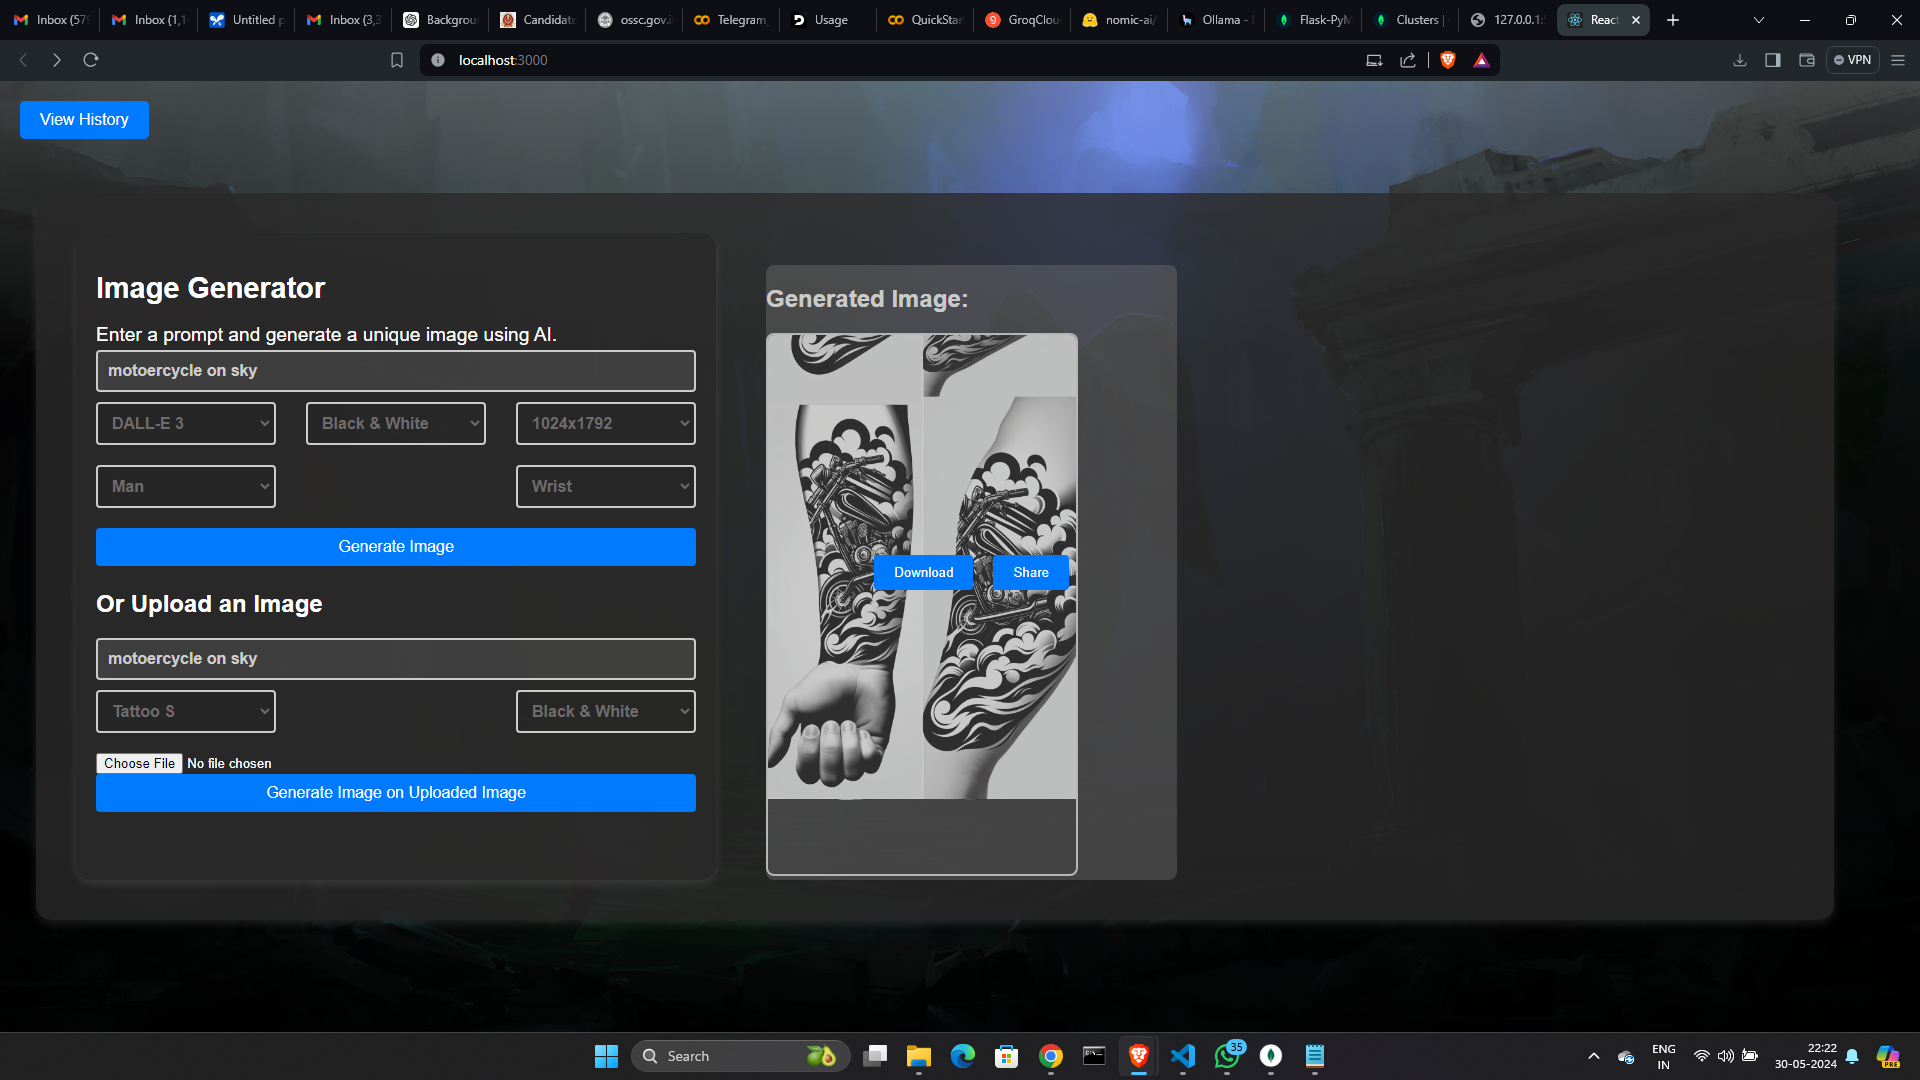 Inbox (579
Inbox (1,1
Untitled p
Inbox (3,3
Backgrou
Candidate
ossc.gov.i
Telegram_
Usage
QuickStar
GroqClou
nomic-ai/
Ollama - l
Flask-PyM
Clusters |
127.0.0.1:5
React
localhost:3000
VPN
View History
Image Generator
Enter a prompt and generate a unique image using AI.
motoercycle on sky
DALL-E 3
Black & White
1024x1792
Man
Wrist
Generate Image
Or Upload an Image
motoercycle on sky
Tattoo S
Black & White
Choose File No file chosen
Generate Image on Uploaded Image
Generated Image:
Download
Share
Search
35
ENG
IN
22:22
30-05-2024
PRE